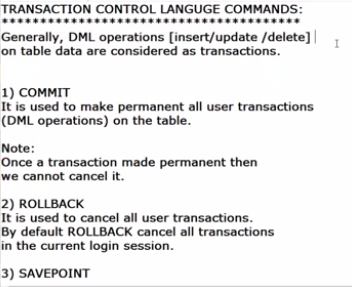 TRANSACTION CONTROL LANGUGE COMMANDS:
**************************************
Generally, DML operations [insert/update /delete]
on table data are considered as transactions.
1) COMMIT
It is used to make permanent all user transactions
(DML operations) on the table.
Note:
Once a transaction made permanent then
we cannot cancel it.
2) ROLLBACK
It is used to cancel all user transactions.
By default ROLLBACK cancel all transactions
in the current login session.
3) SAVEPOINT